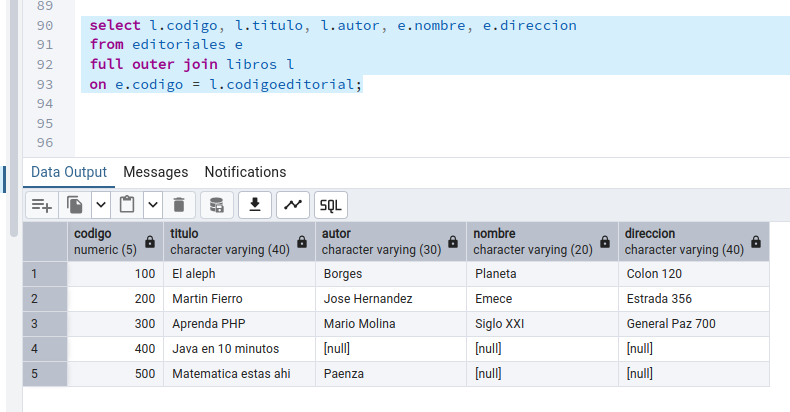 89
90 select l.codigo, l.titulo, l.autor, e.nombre, e.direccion
91 from editoriales e
92 full outer join libros l
93 on e.codigo = l.codigoeditorial;
94
95
96
Data Output Messages Notifications
SQL
codigo titulo autor nombre direccion
numeric (5) character varying (40) character varying (30) character varying (20) character varying (40)
1 100 El aleph Borges Planeta Colon 120
2 200 Martin Fierro Jose Hernandez Emece Estrada 356
3 300 Aprenda PHP Mario Molina Siglo XXI General Paz 700
4 400 Java en 10 minutos [null] [null] [null]
5 500 Matematica estas ahi Paenza [null] [null]